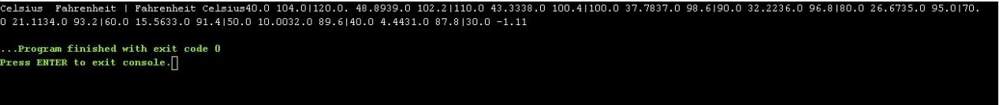 Celsius  Fahrenheit | Fahrenheit Celsius40.0 104.0|120.0. 48.8939.0 102.2|110.0 43.3338.0 100.4|100.0 37.7837.0 98.6|90.0 32.2236.0 96.8|80.0 26.6735.0 95.0|70.
0 21.1134.0 93.2|60.0 15.5633.0 91.4|50.0 10.0032.0 89.6|40.0 4.4431.0 87.8|30.0 -1.11
...Program finished with exit code 0
Press ENTER to exit console.